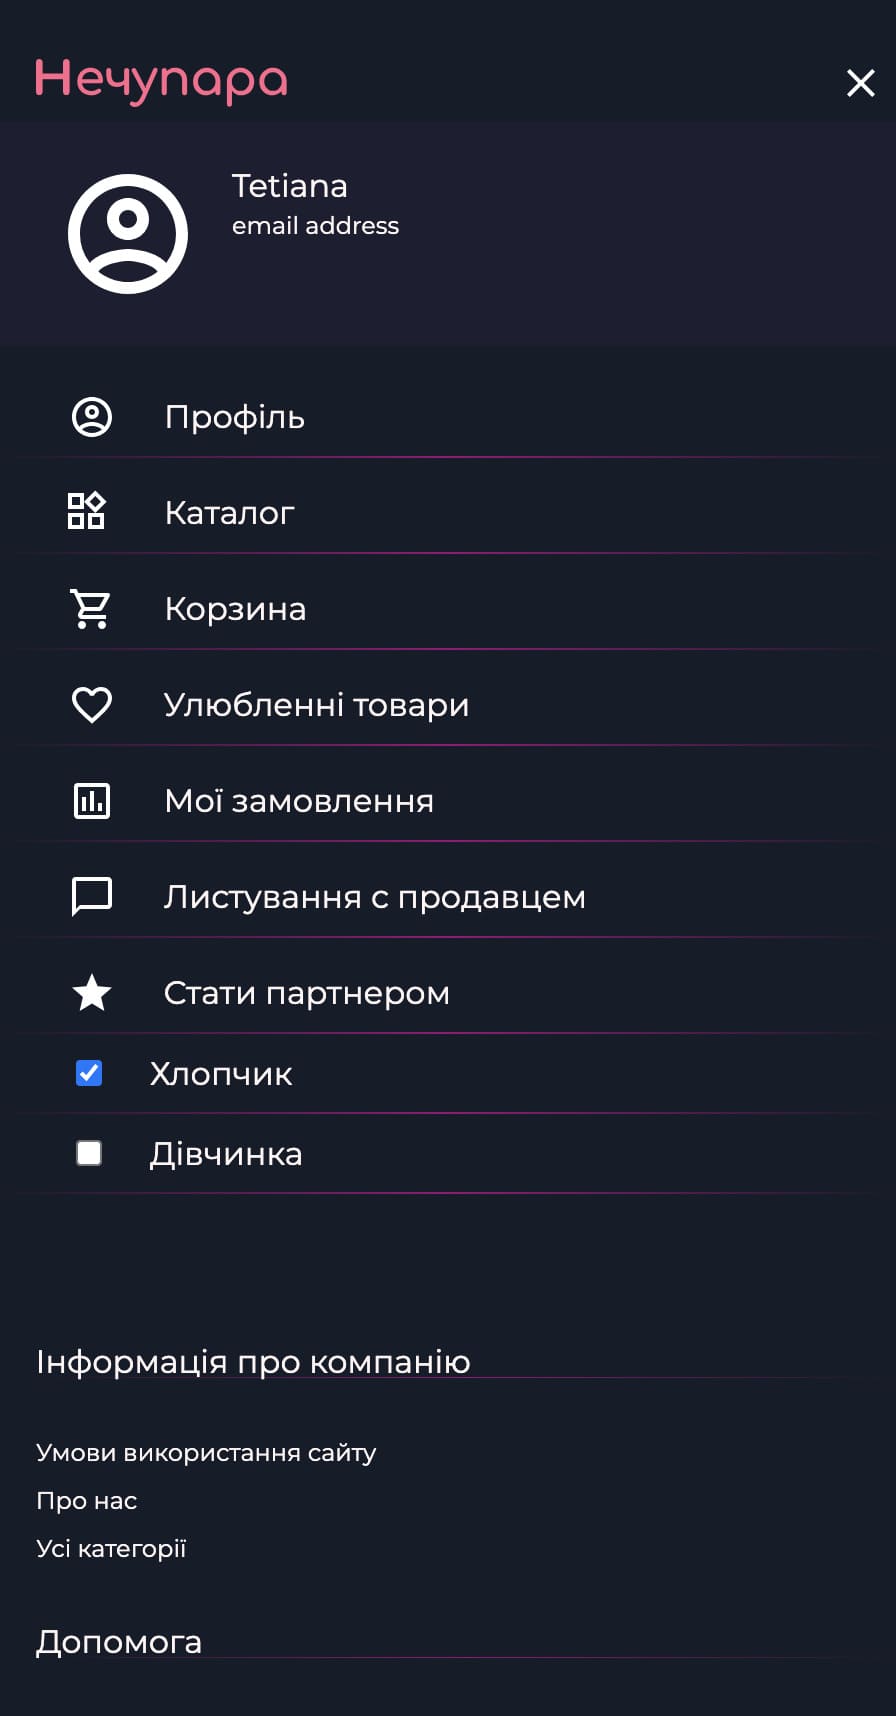 Нечупара
Tetiana
email address
Профіль
Каталог
Корзина
Улюбленні товари
Мої замовлення
Листування с продавцем
Стати партнером
Хлопчик
Дівчинка
Інформація про компанію
Умови використання сайту
Про нас
Усі категорії
Допомога